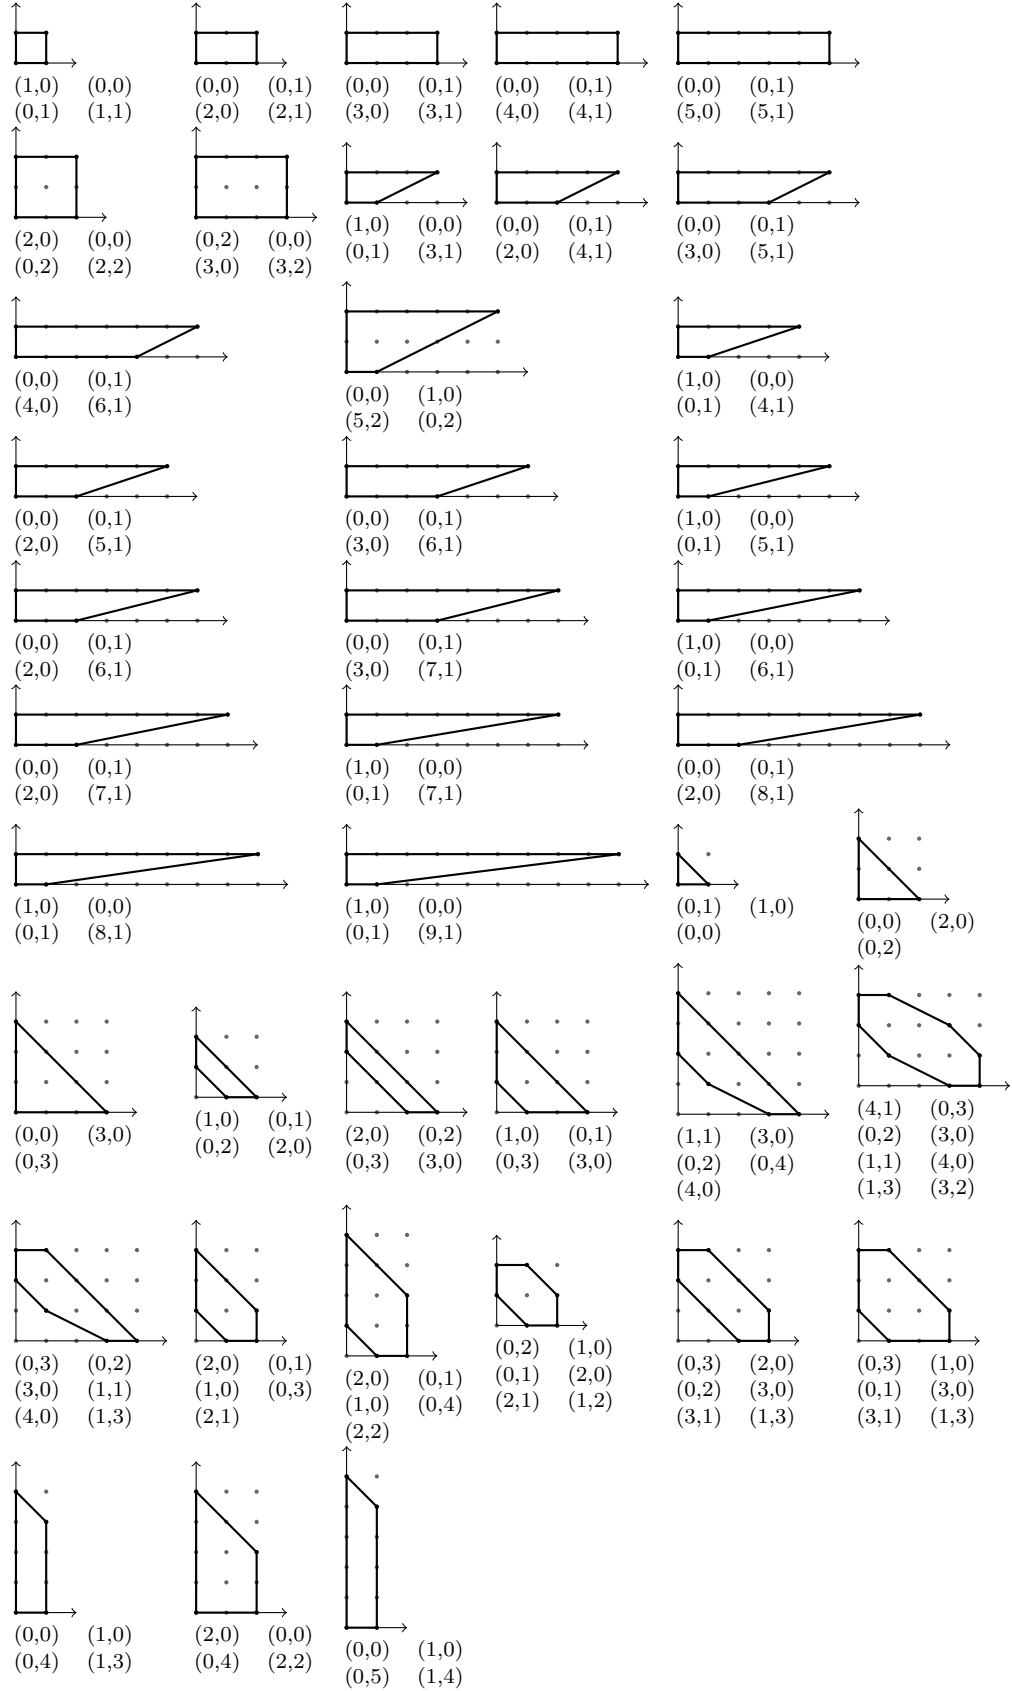 (1,0) (0,0) (0,0) (0,1) (0,0) (0,1) (0,0) (0,1) (0,0) (0,1)
(0,1) (1,1) (2,0) (2,1) (3,0) (3,1) (4,0) (4,1) (5,0) (5,1)
(1,0) (0,0) (0,0) (0,1) (0,0) (0,1)
(0,1) (3,1) (2,0) (4,1) (3,0) (5,1)
(2,0) (0,0) (0,2) (0,0)
(0,2) (2,2) (3,0) (3,2)
(0,0) (0,1) (0,0) (1,0) (1,0) (0,0)
(4,0) (6,1) (5,2) (0,2) (0,1) (4,1)
(0,0) (0,1) (0,0) (0,1) (1,0) (0,0)
(2,0) (5,1) (3,0) (6,1) (0,1) (5,1)
(0,0) (0,1) (0,0) (0,1) (1,0) (0,0)
(2,0) (6,1) (3,0) (7,1) (0,1) (6,1)
(0,0) (0,1) (1,0) (0,0) (0,0) (0,1)
(2,0) (7,1) (0,1) (7,1) (2,0) (8,1)
(1,0) (0,0) (1,0) (0,0) (0,1) (1,0) (0,0) (2,0)
(0,1) (8,1) (0,1) (9,1) (0,0) (0,2)
(0,0) (3,0) (1,0) (0,1) (2,0) (0,2) (1,0) (0,1) (1,1) (3,0) (4,1) (0,3)
(0,3) (0,2) (2,0) (0,3) (3,0) (0,3) (3,0) (0,2) (0,4) (0,2) (3,0)
(4,0) (1,1) (4,0)
(1,3) (3,2)
(0,3) (0,2) (2,0) (0,1) (2,0) (0,1) (0,2) (1,0) (0,3) (2,0) (0,3) (1,0)
(3,0) (1,1) (1,0) (0,3) (1,0) (0,4) (0,1) (2,0) (0,2) (3,0) (0,1) (3,0)
(4,0) (1,3) (2,1) (2,2) (2,1) (1,2) (3,1) (1,3) (3,1) (1,3)
(0,0) (1,0) (2,0) (0,0) (0,0) (1,0)
(0,4) (1,3) (0,4) (2,2) (0,5) (1,4)